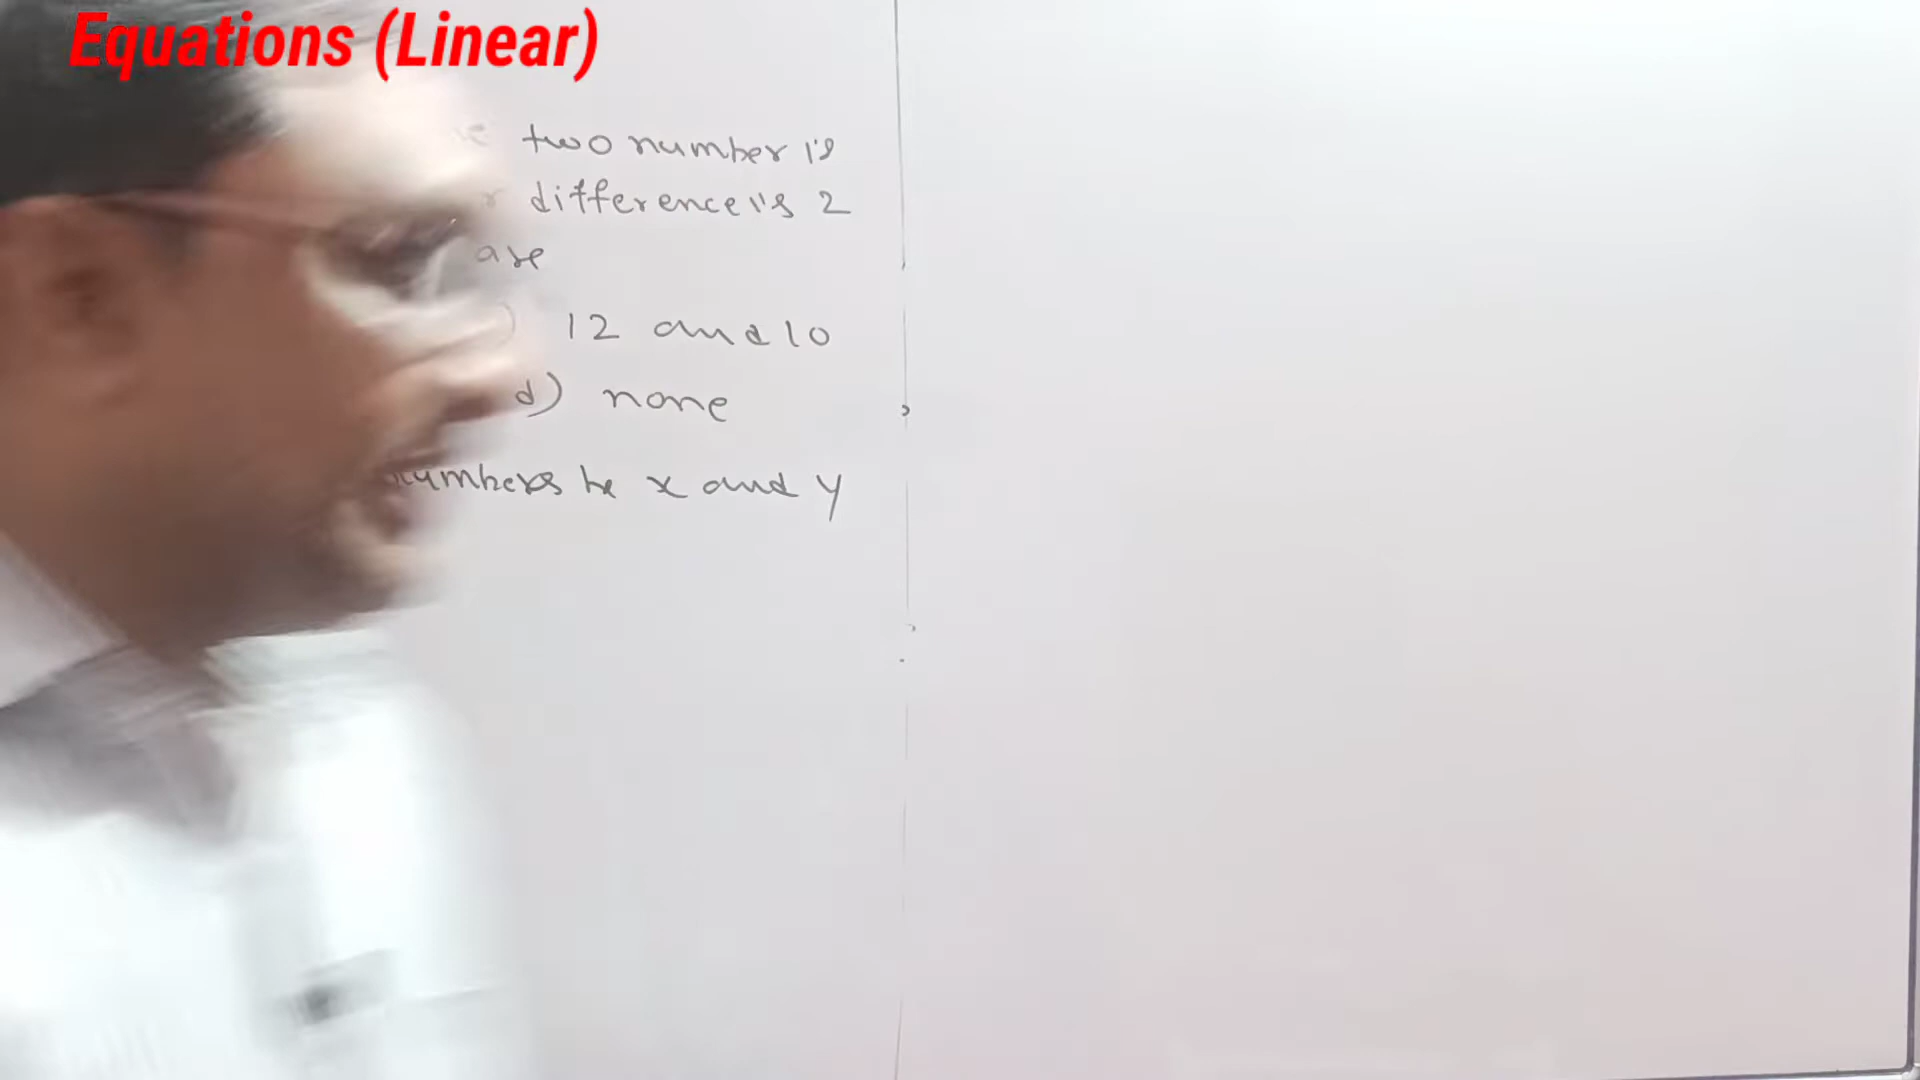 Equations (Linear)
two number is
difference is 2
are
12 and 10
d) none
numbers be x and y